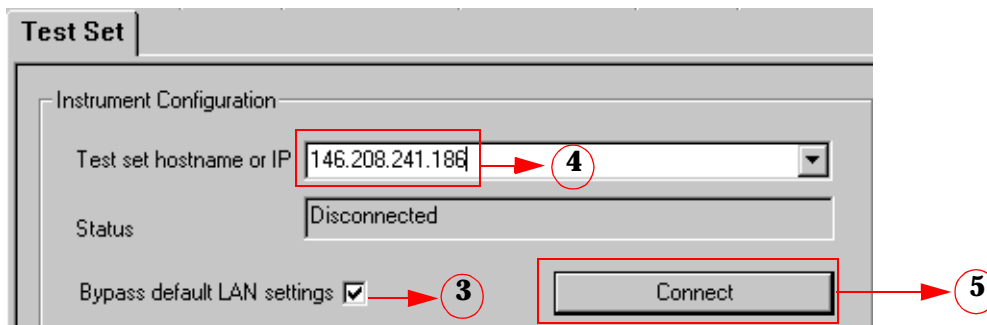 Test Set
Instrument Configuration
Test set hostname or IP 146.208.241.186 4
Status Disconnected
Bypass default LAN settings 3 Connect 5